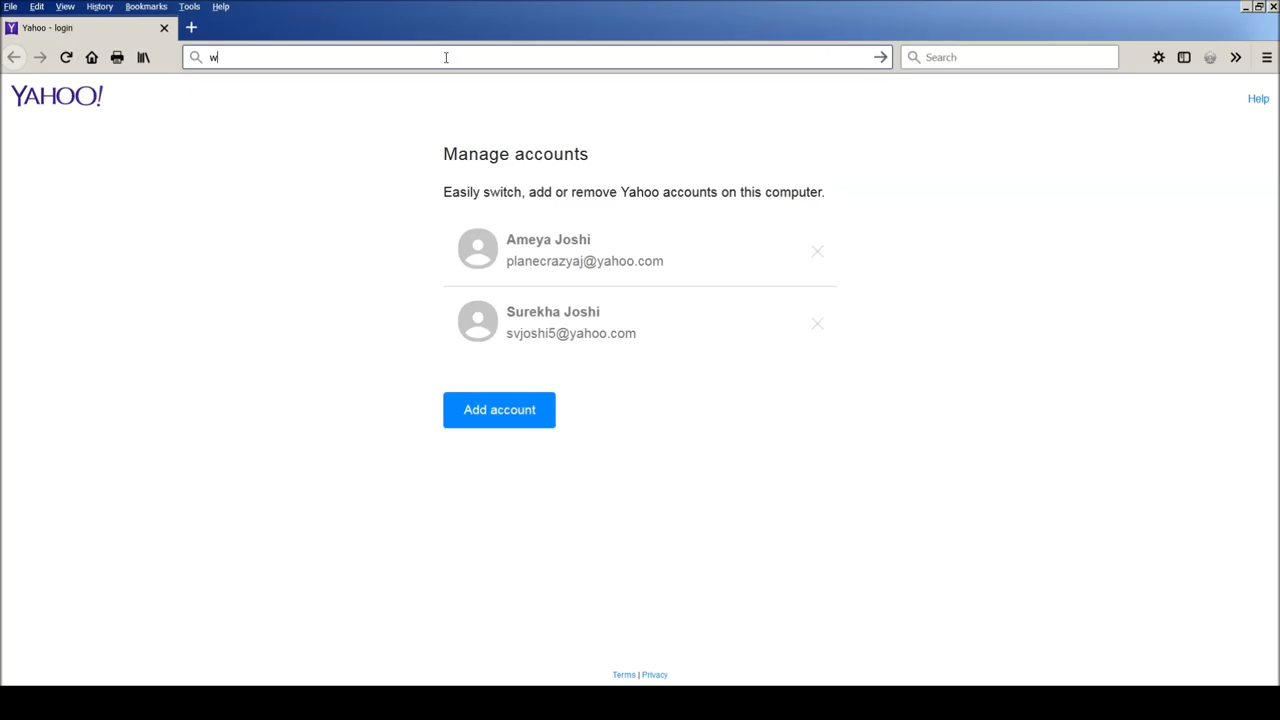 File Edit View History Bookmarks Tools Help
Yahoo - login
w
Search
YAHOO!
Help
Manage accounts
Easily switch, add or remove Yahoo accounts on this computer.
Ameya Joshi
planecrazyaj@yahoo.com
Surekha Joshi
svjoshi5@yahoo.com
Add account
Terms | Privacy